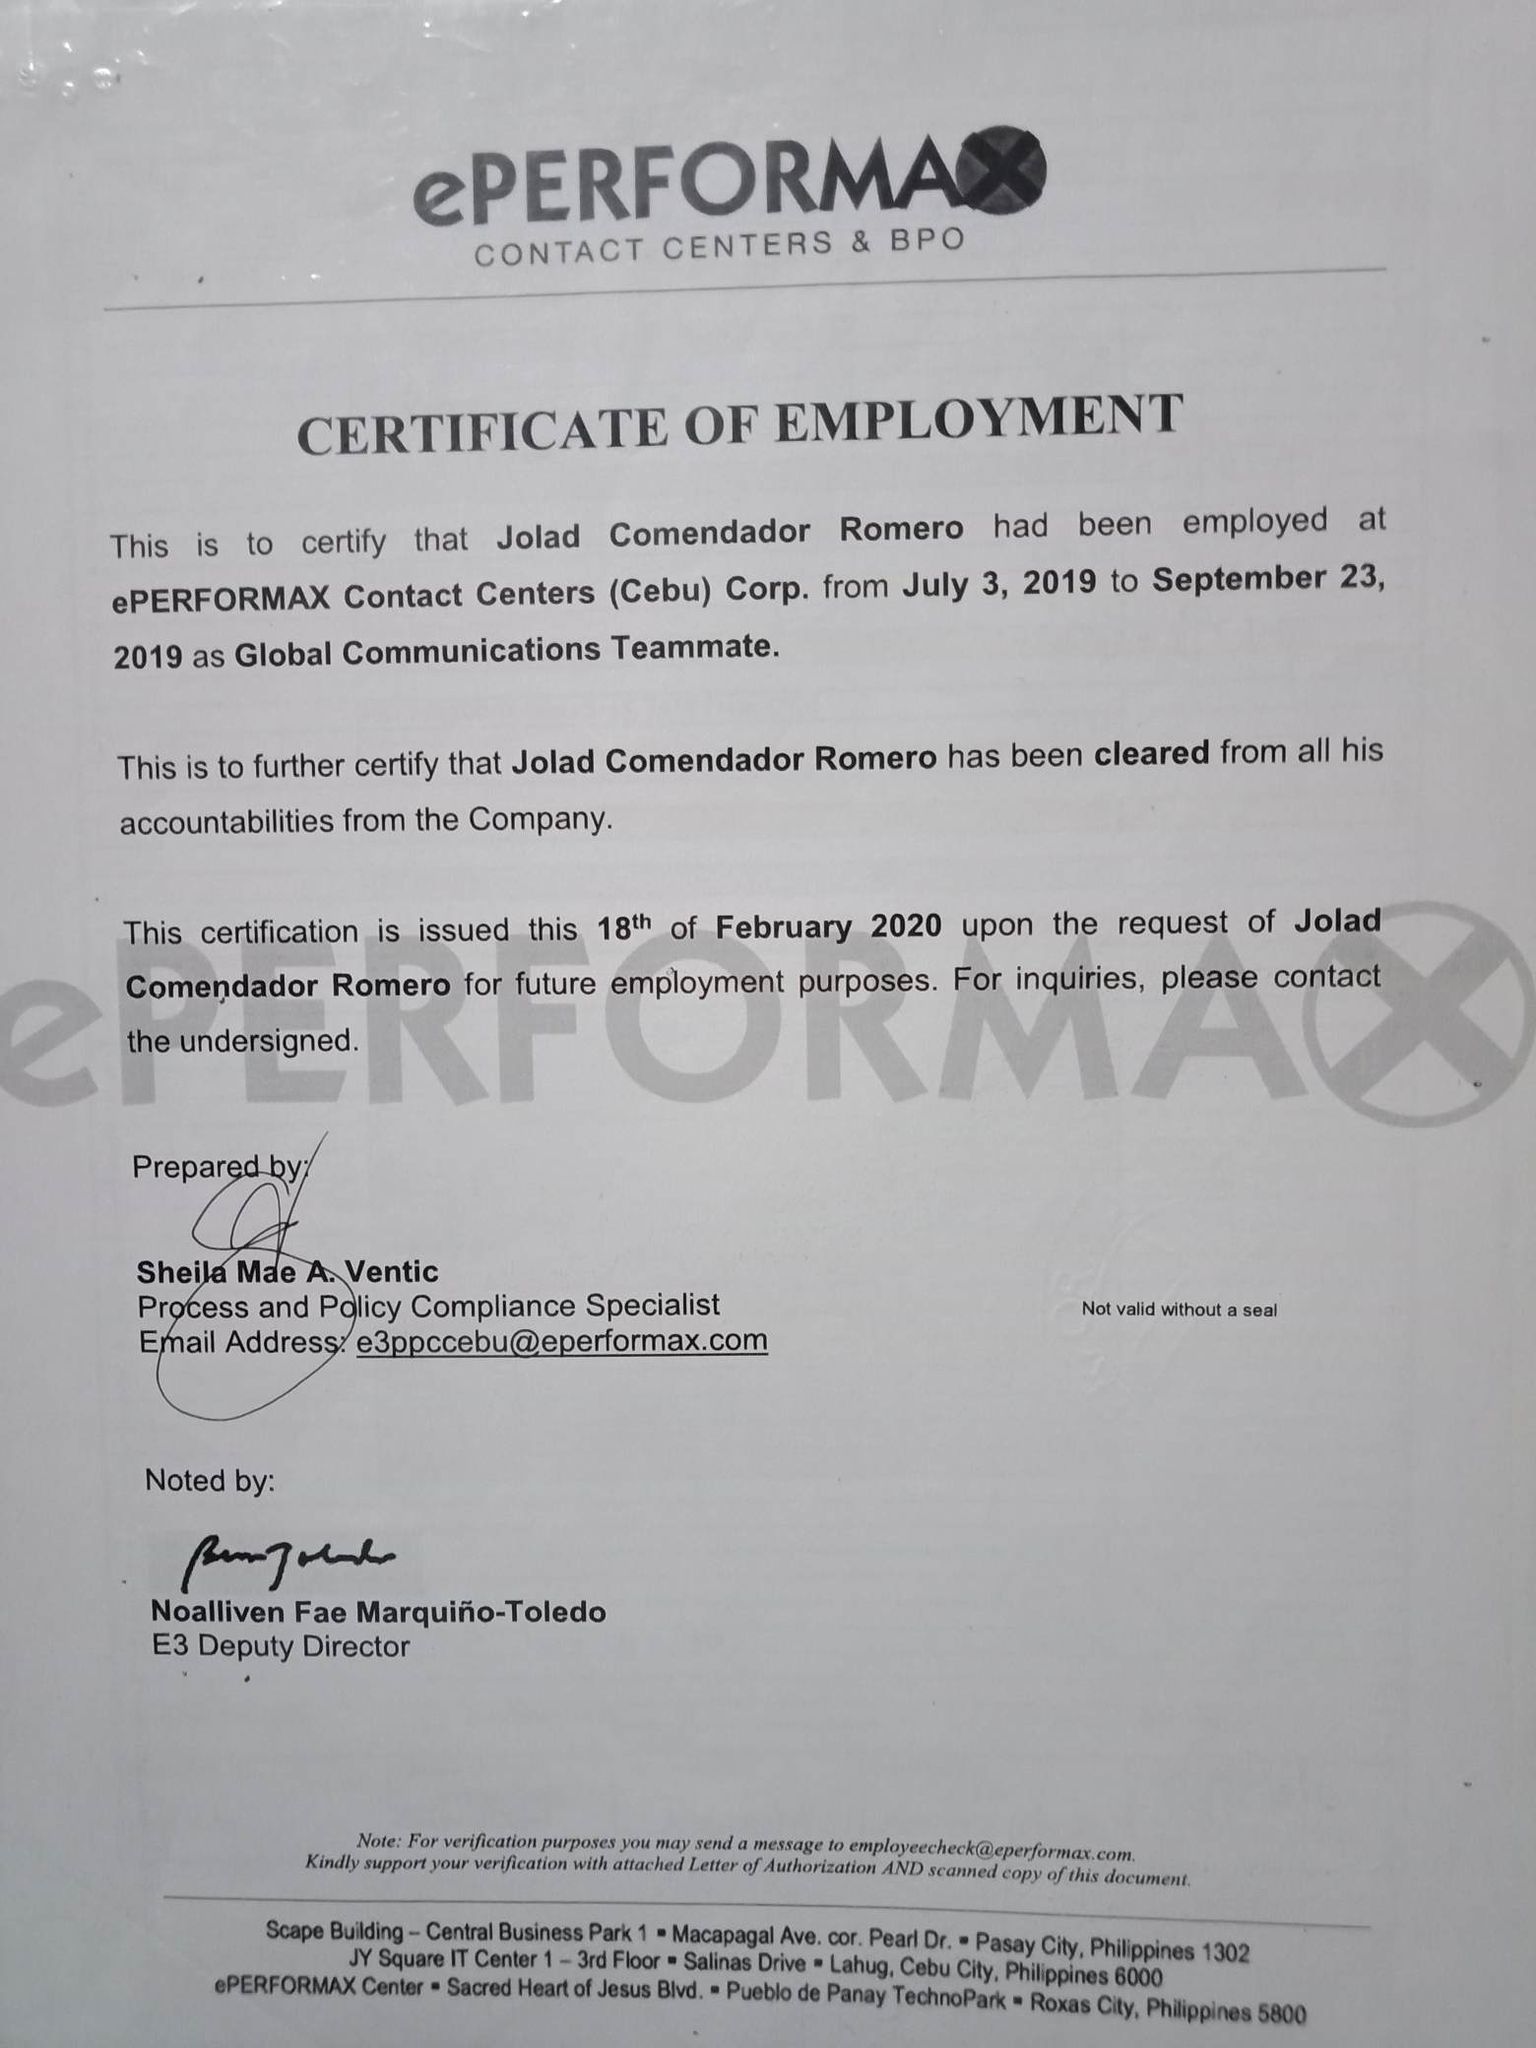 ePERFORMAX
CONTACT CENTERS & BPO
CERTIFICATE OF EMPLOYMENT
This is to certify that Jolad Comendador Romero had been employed at
ePERFORMAX Contact Centers (Cebu) Corp. from July 3, 2019 to September 23,
2019 as Global Communications Teammate.
This is to further certify that Jolad Comendador Romero has been cleared from all his
accountabilities from the Company.
This certification is issued this 18th of February 2020 upon the request of Jolad
Comendador Romero for future employment purposes. For inquiries, please contact
the undersigned.
ePERFORMAX
Prepared by:
Sheila Mae A. Ventic
Process and Policy Compliance Specialist
Email Address: e3ppccebu@eperformax.com
Not valid without a seal
Noted by:
Noalliven Fae Marquiño-Toledo
E3 Deputy Director
Note: For verification purposes you may send a message to employeecheck@eperformax.com.
Kindly support your verification with attached Letter of Authorization AND scanned copy of this document.
Scape Building – Central Business Park 1 ▪ Macapagal Ave. cor. Pearl Dr. ▪ Pasay City, Philippines 1302
JY Square IT Center 1 – 3rd Floor ▪ Salinas Drive ▪ Lahug, Cebu City, Philippines 6000
ePERFORMAX Center ▪ Sacred Heart of Jesus Blvd. ▪ Pueblo de Panay TechnoPark ▪ Roxas City, Philippines 5800